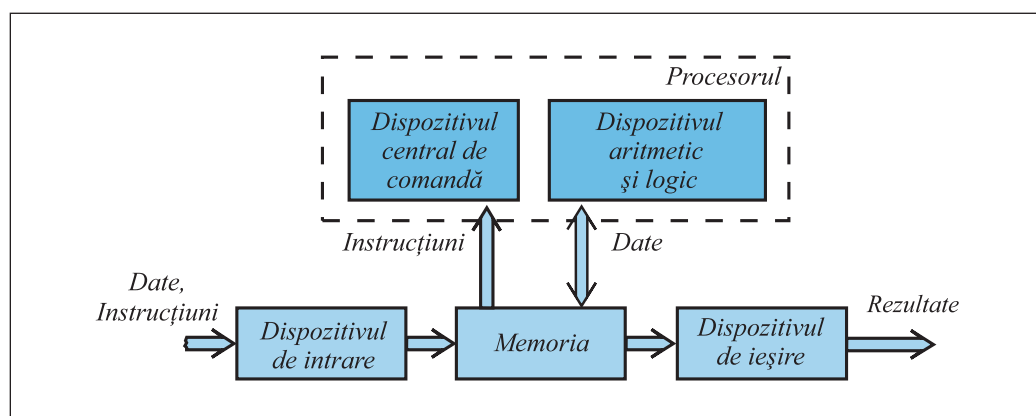 Procesorul
Dispozitivul
central de
comandă
Dispozitivul
aritmetic
şi logic
Instrucţiuni
Date
Date,
Instrucţiuni
Dispozitivul
de intrare
Memoria
Dispozitivul
de ieşire
Rezultate